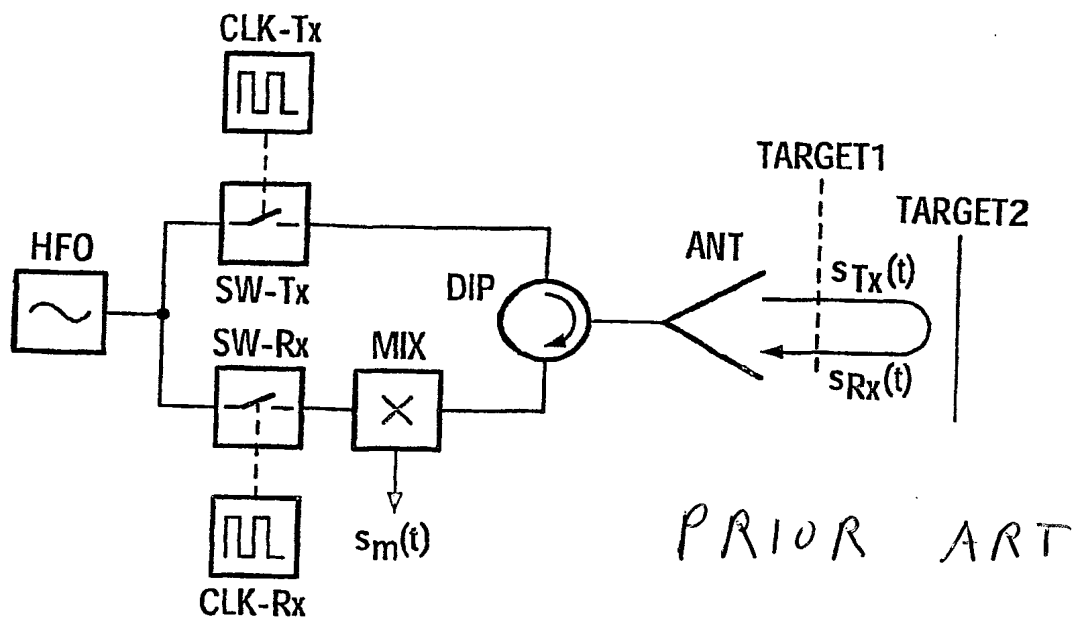 CLK-Tx
TARGET1
TARGET2
HFO
ANT
SW-Tx
DIP
sTx(t)
SW-Rx
MIX
sRx(t)
sm(t)
CLK-Rx
PRIOR ART